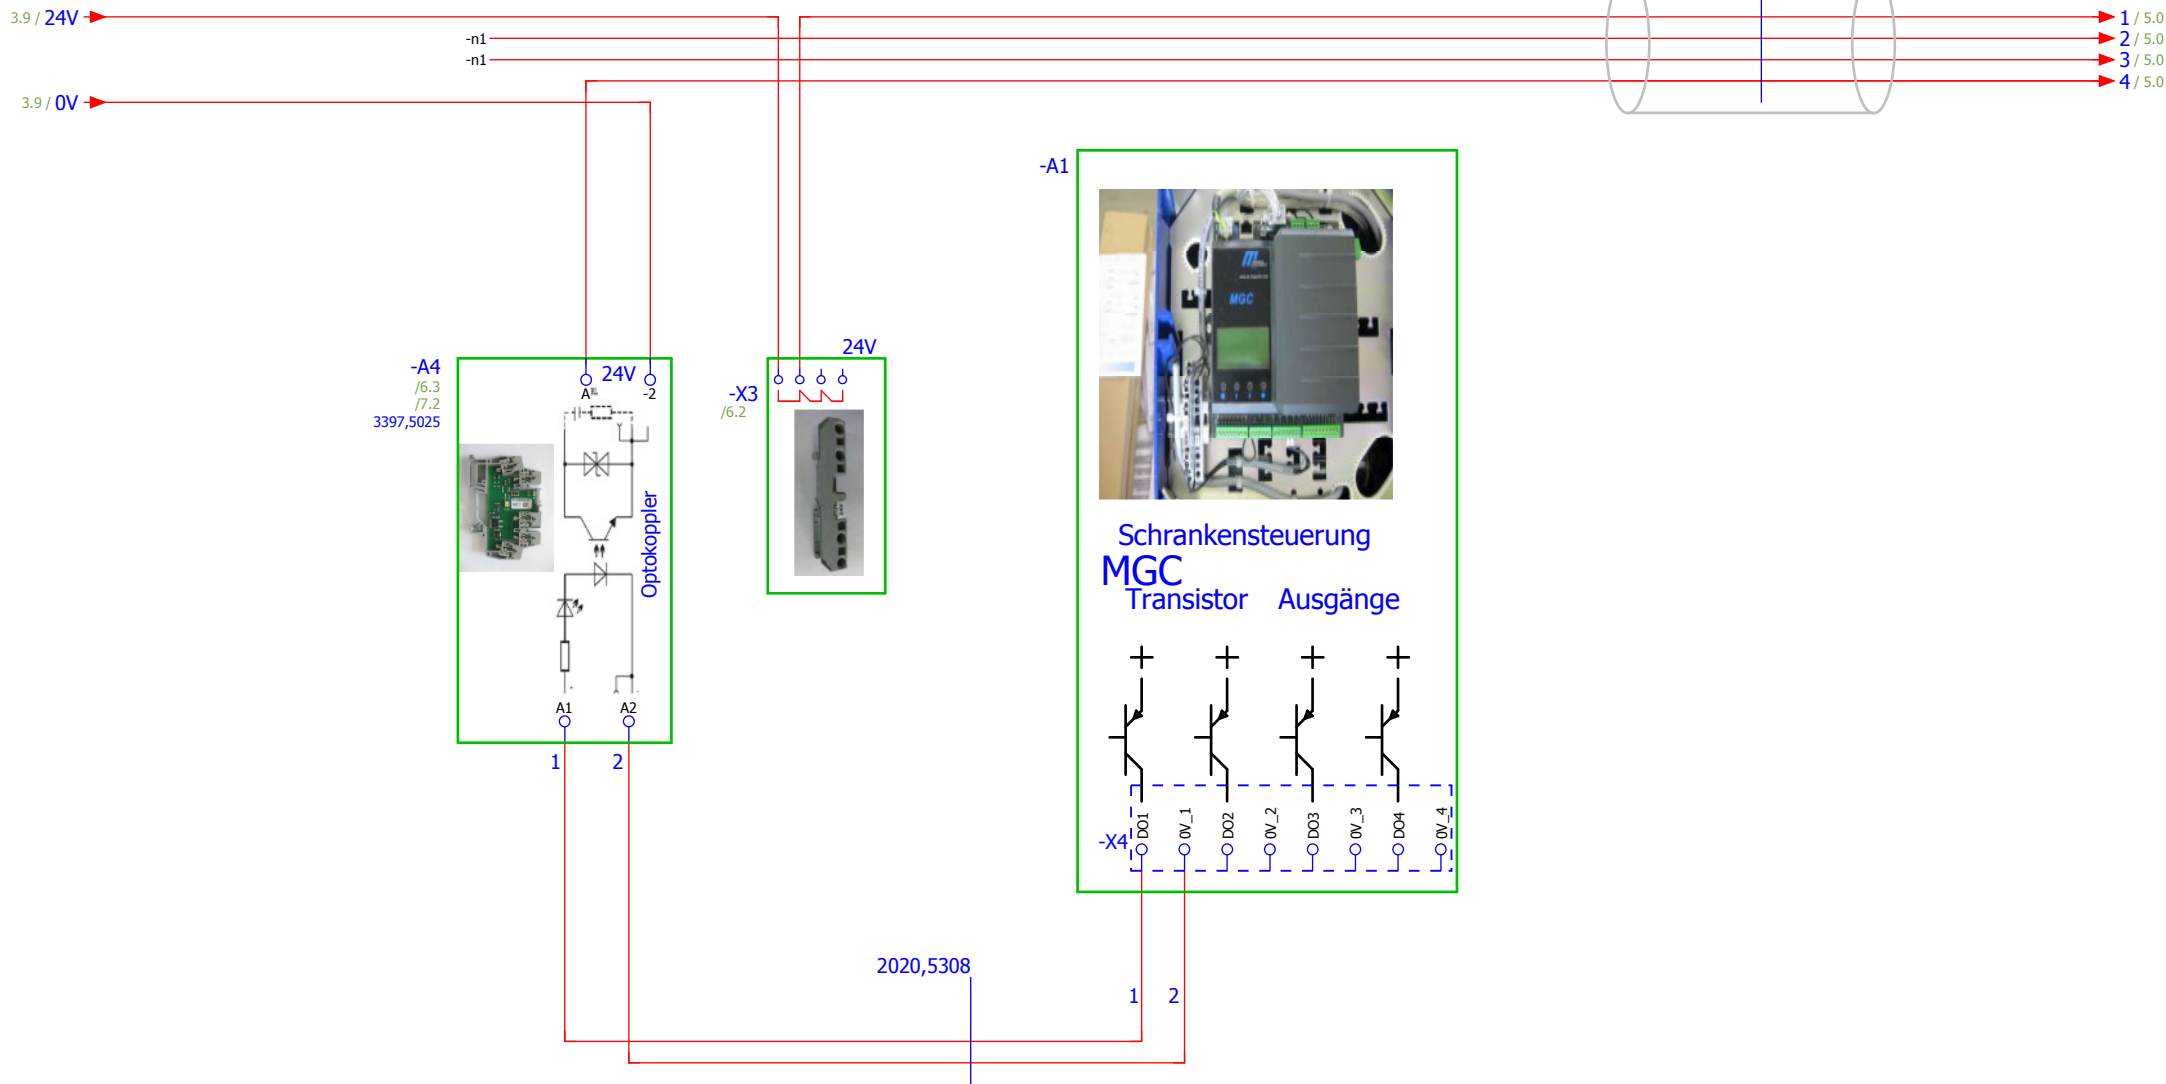 3.9 / 24V
1 / 5.0
-n1
2 / 5.0
-n1
3 / 5.0
4 / 5.0
3.9 / 0V
-A1
MGC
-A4
/6.3
/7.2
3397,5025
24V
A
-2
Optokoppler
A1
A2
1
2
24V
-X3
/6.2
Schrankensteuerung
MGC
Transistor Ausgänge
-X4
DO1
0V_1
DO2
0V_2
DO3
0V_3
DO4
0V_4
2020,5308
1
2